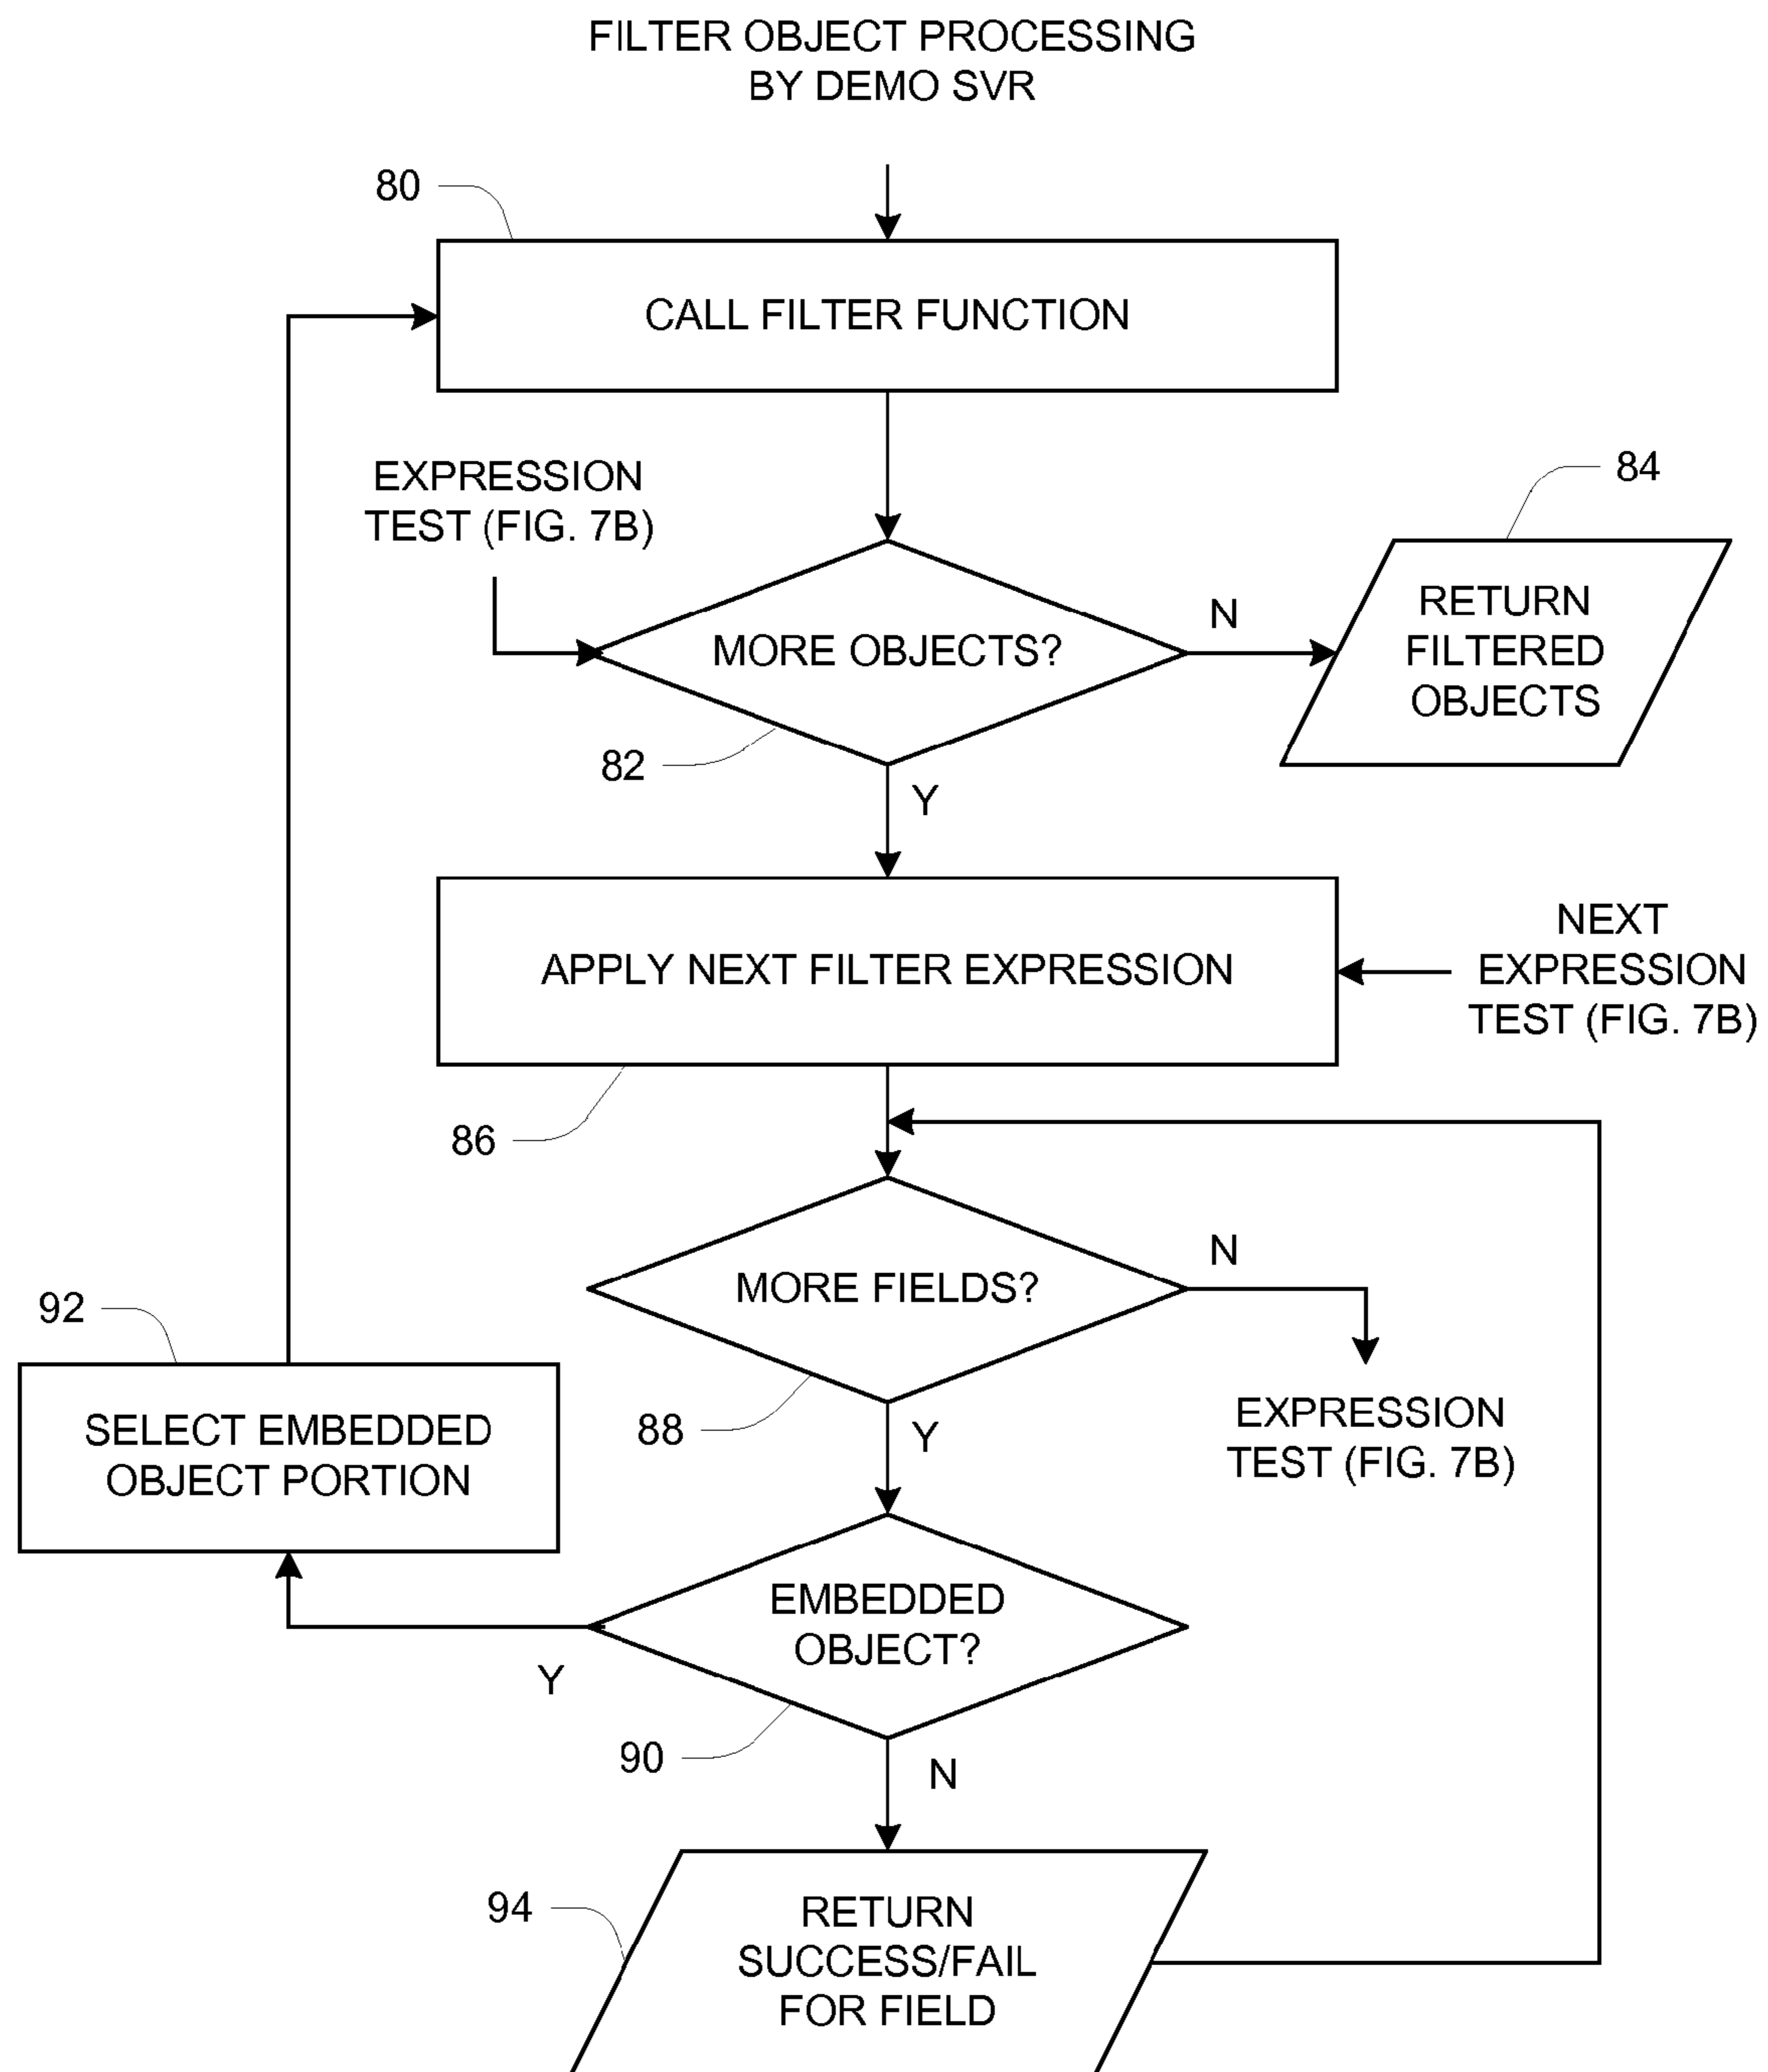 FILTER OBJECT PROCESSING
BY DEMO SVR
80
CALL FILTER FUNCTION
EXPRESSION
TEST (FIG. 7B)
84
MORE OBJECTS?
N
RETURN
FILTERED
OBJECTS
82
Y
APPLY NEXT FILTER EXPRESSION
NEXT
EXPRESSION
TEST (FIG. 7B)
86
MORE FIELDS?
N
92
SELECT EMBEDDED
OBJECT PORTION
88
Y
EXPRESSION
TEST (FIG. 7B)
EMBEDDED
OBJECT?
Y
90
N
94
RETURN
SUCCESS/FAIL
FOR FIELD